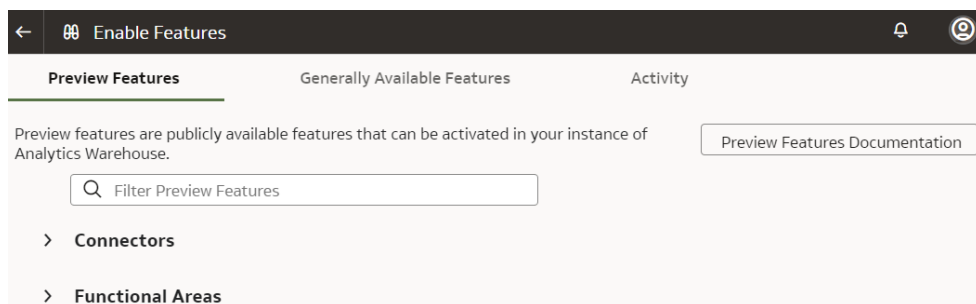 Enable Features
Preview Features Generally Available Features Activity
Preview features are publicly available features that can be activated in your instance of
Analytics Warehouse.
Preview Features Documentation
Filter Preview Features
Connectors
Functional Areas